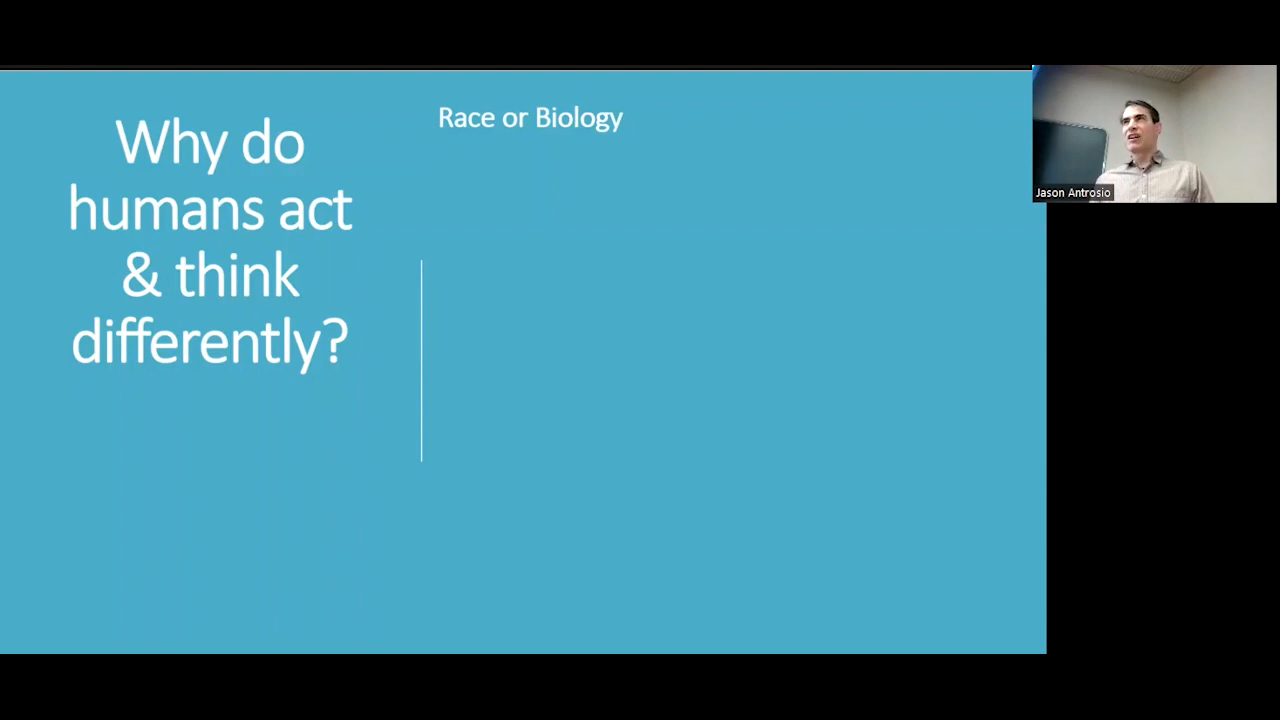 Why do
humans act
& think
differently?
Race or Biology
Jason Antrosio